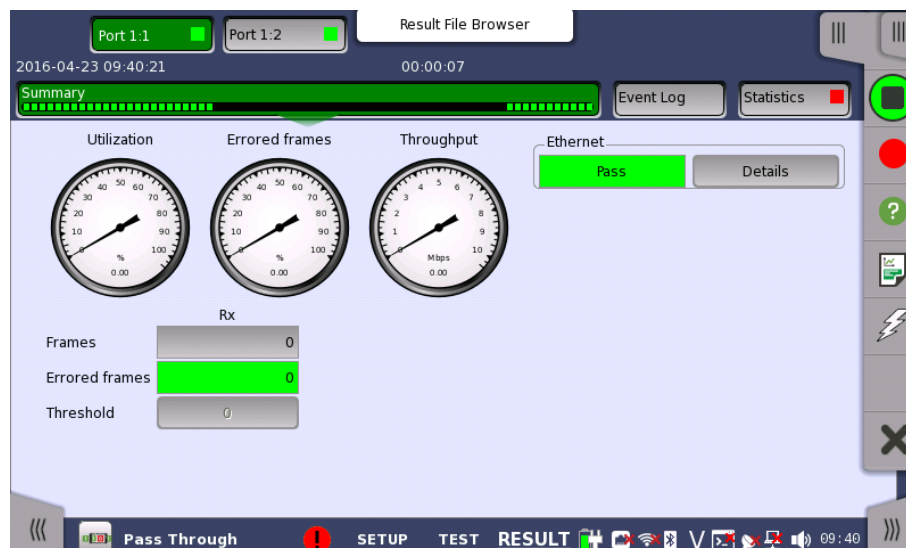 Port 1:1
Port 1:2
Result File Browser
2016-04-23 09:40:21
00:00:07
Summary
Event Log
Statistics
Utilization
Errored frames
Throughput
Ethernet
Pass
Details
0 10 20 30 40 50 60 70 80 90 100
%
0.00
0 10 20 30 40 50 60 70 80 90 100
%
0.00
0 1 2 3 4 5 6 7 8 9 10
Mbps
0.00
Rx
Frames 0
Errored frames 0
Threshold 0
Pass Through
SETUP
TEST
RESULT
09:40